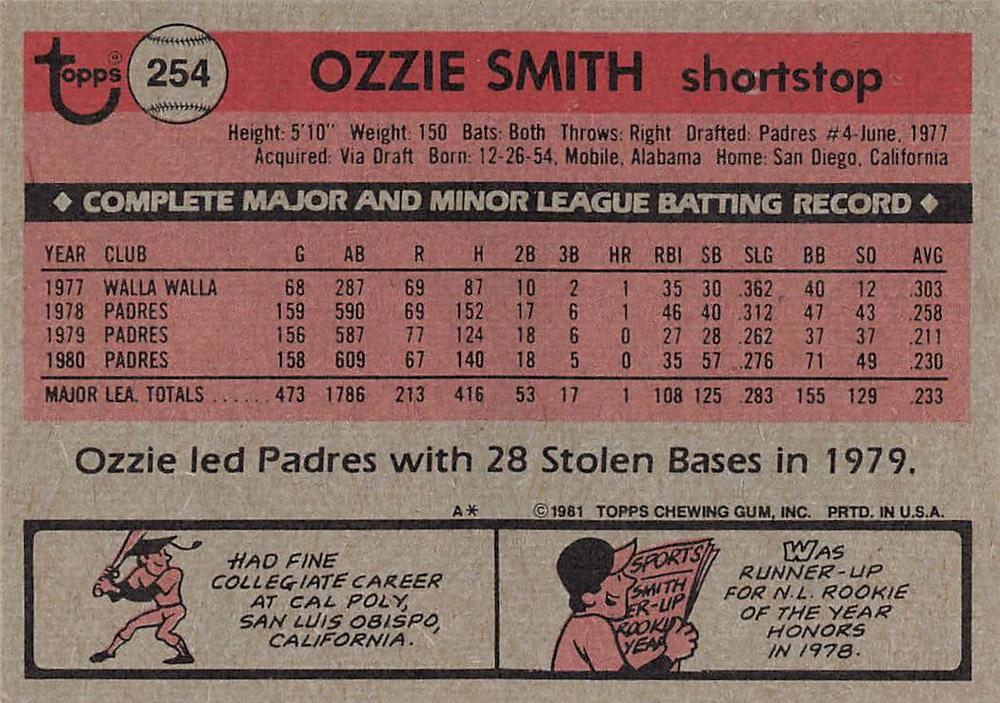 Topps® 254 OZZIE SMITH shortstop
Height: 5'10" Weight: 150 Bats: Both Throws: Right Drafted: Padres #4-June, 1977
Acquired: Via Draft Born: 12-26-54, Mobile, Alabama Home: San Diego, California
◆ COMPLETE MAJOR AND MINOR LEAGUE BATTING RECORD ◆
YEAR CLUB G AB R H 2B 3B HR RBI SB SLG BB SO AVG
1977 WALLA WALLA 68 287 69 87 10 2 1 35 30 .362 40 12 .303
1978 PADRES 159 590 69 152 17 6 1 46 40 .312 47 43 .258
1979 PADRES 156 587 77 124 18 6 0 27 28 .262 37 37 .211
1980 PADRES 158 609 67 140 18 5 0 35 57 .276 71 49 .230
MAJOR LEA. TOTALS ...... 473 1786 213 416 53 17 1 108 125 .283 155 129 .233
Ozzie led Padres with 28 Stolen Bases in 1979.
A* ©1981 TOPPS CHEWING GUM, INC. PRTD. IN U.S.A.
HAD FINE
COLLEGIATE CAREER
AT CAL POLY,
SAN LUIS OBISPO,
CALIFORNIA.
SPORTS
SMITH
ER-UP
ROOKI
YEAR
WAS
RUNNER-UP
FOR N.L. ROOKIE
OF THE YEAR
HONORS
IN 1978.